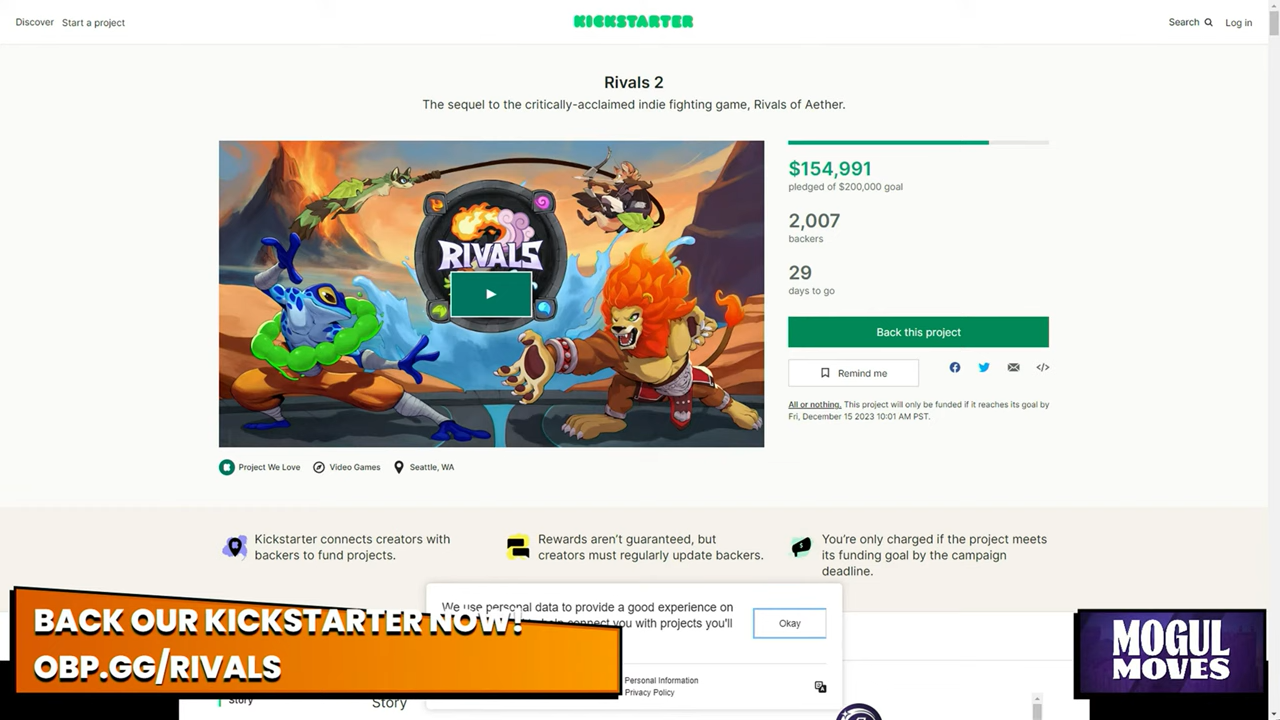 Discover
Start a project
KICKSTARTER
Search
Log in
Rivals 2
The sequel to the critically-acclaimed indie fighting game, Rivals of Aether.
RIVALS
$154,991
pledged of $200,000 goal
2,007
backers
29
days to go
Back this project
Remind me
All or nothing. This project will only be funded if it reaches its goal by
Fri, December 15 2023 10:01 AM PST.
Project We Love
Video Games
Seattle, WA
Kickstarter connects creators with
backers to fund projects.
Rewards aren't guaranteed, but
creators must regularly update backers.
You're only charged if the project meets
its funding goal by the campaign
deadline.
We use personal data to provide a good experience on
connect you with projects you'll
Okay
Personal Information
Privacy Policy
BACK OUR KICKSTARTER NOW!
OBP.GG/RIVALS
MOGUL
MOVES
Story
Story